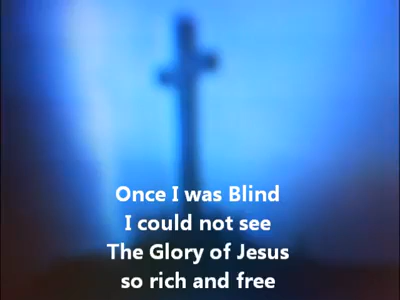 Once I was Blind
I could not see
The Glory of Jesus
so rich and free